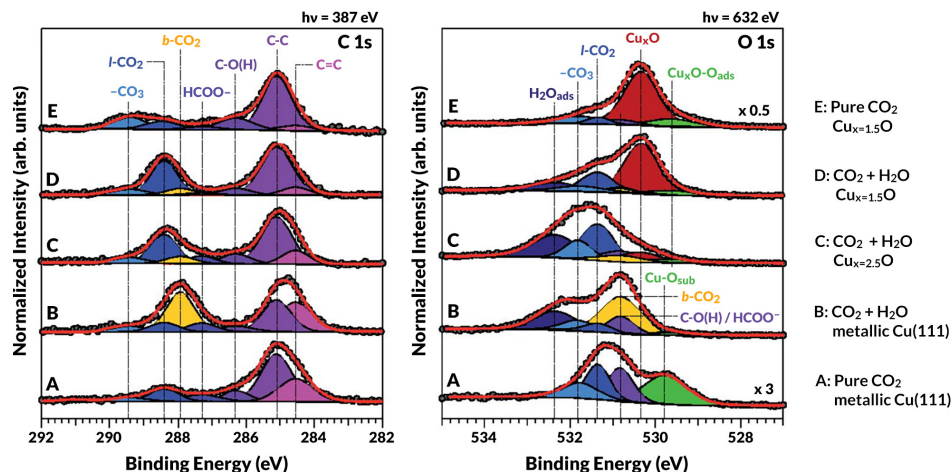 hν = 387 eV
C 1s
b-CO₂
C-C
l-CO₂
C-O(H)
C=C
–CO₃
HCOO⁻
E
D
C
B
A
Normalized Intensity (arb. units)
292 290 288 286 284 282
Binding Energy (eV)
hν = 632 eV
O 1s
CuₓO
l-CO₂
–CO₃
CuₓO-Oads
H₂Oads
E
x 0.5
D
C
Cu-Osub
b-CO₂
B
C-O(H) / HCOO⁻
A
x 3
Normalized Intensity (arb. units)
534 532 530 528
Binding Energy (eV)
E: Pure CO₂
Cux=1.5O
D: CO₂ + H₂O
Cux=1.5O
C: CO₂ + H₂O
Cux=2.5O
B: CO₂ + H₂O
metallic Cu(111)
A: Pure CO₂
metallic Cu(111)